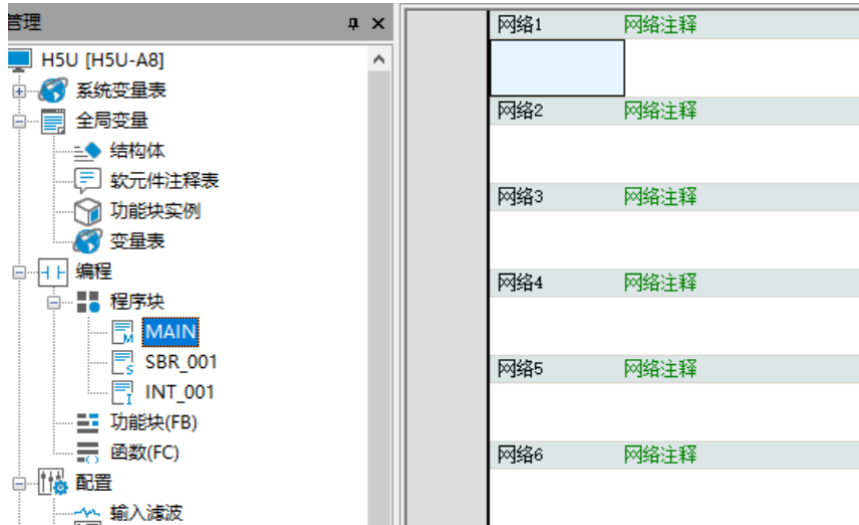 管理
H5U [H5U-A8]
系统变量表
全局变量
结构体
软元件注释表
功能块实例
变量表
编程
程序块
MAIN
SBR_001
INT_001
功能块(FB)
函数(FC)
配置
输入滤波
网络1 网络注释
网络2 网络注释
网络3 网络注释
网络4 网络注释
网络5 网络注释
网络6 网络注释